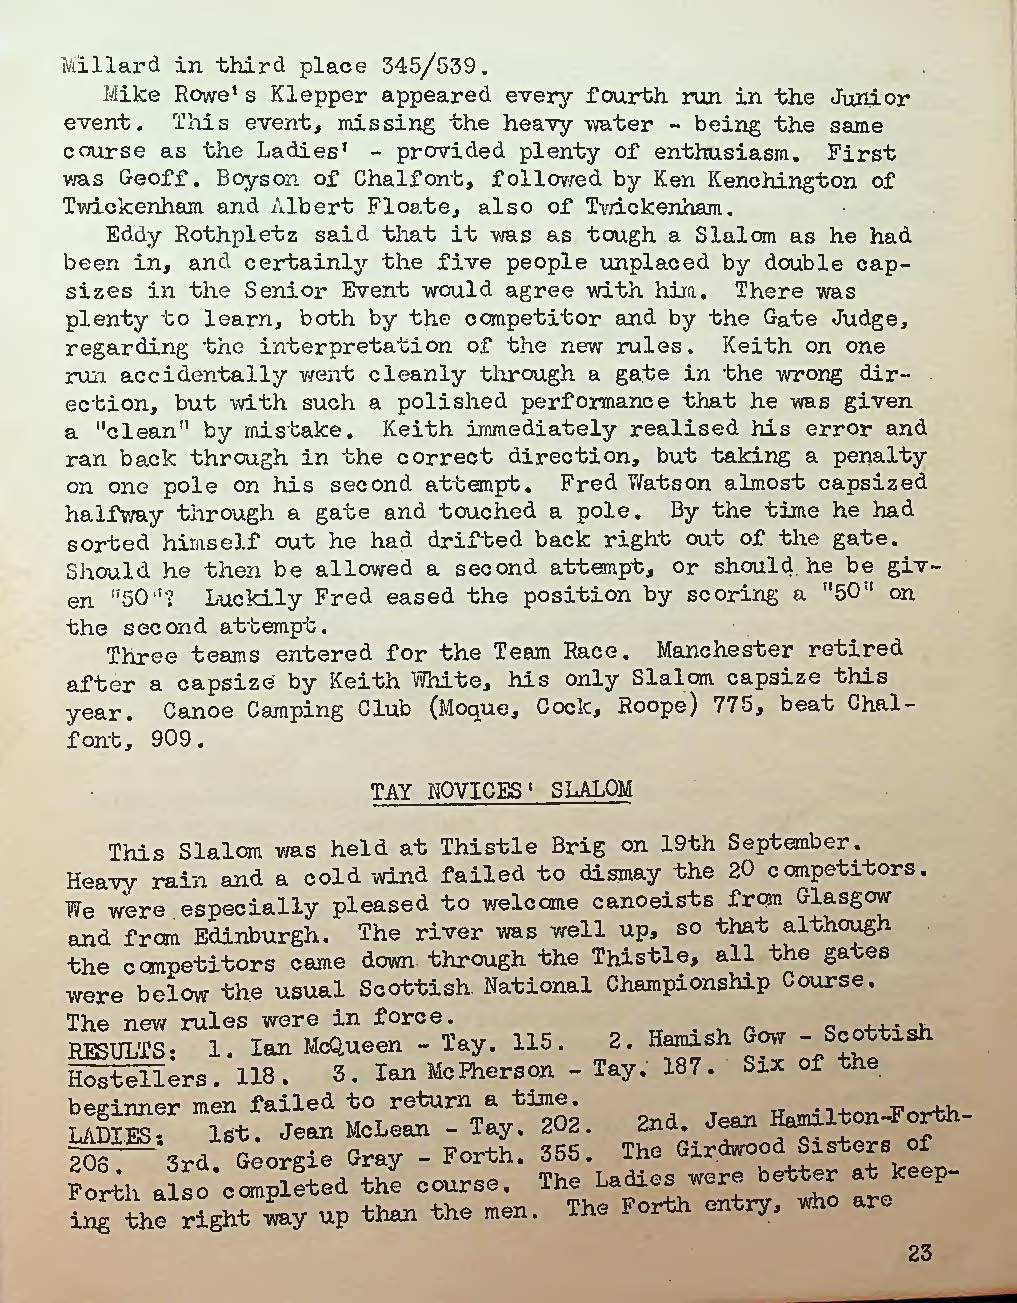 Millard in third place 345/539.
Mike Rowe's Klepper appeared every fourth run in the Junior
event. This event, missing the heavy water - being the same
course as the Ladies' - provided plenty of enthusiasm. First
was Geoff. Boyson of Chalfont, followed by Ken Kenchington of
Twickenham and Albert Floate, also of Twickenham.
Eddy Rothpletz said that it was as tough a Slalom as he had
been in, and certainly the five people unplaced by double cap-
sizes in the Senior Event would agree with him. There was
plenty to learn, both by the competitor and by the Gate Judge,
regarding the interpretation of the new rules. Keith on one
run accidentally went cleanly through a gate in the wrong dir-
ection, but with such a polished performance that he was given
a "clean" by mistake. Keith immediately realised his error and
ran back through in the correct direction, but taking a penalty
on one pole on his second attempt. Fred Watson almost capsized
halfway through a gate and touched a pole. By the time he had
sorted himself out he had drifted back right out of the gate.
Should he then be allowed a second attempt, or should he be giv-
en "50"? Luckily Fred eased the position by scoring a "50" on
the second attempt.
Three teams entered for the Team Race. Manchester retired
after a capsize by Keith White, his only Slalom capsize this
year. Canoe Camping Club (Moque, Cock, Roope) 775, beat Chal-
font, 909.
TAY NOVICES' SLALOM
This Slalom was held at Thistle Brig on 19th September.
Heavy rain and a cold wind failed to dismay the 20 competitors.
We were especially pleased to welcome canoeists from Glasgow
and from Edinburgh. The river was well up, so that although
the competitors came down through the Thistle, all the gates
were below the usual Scottish National Championship Course.
The new rules were in force.
RESULTS: 1. Ian McQueen - Tay. 115. 2. Hamish Gow - Scottish
Hostellers. 118. 3. Ian McPherson - Tay. 187. Six of the
beginner men failed to return a time.
LADIES: 1st. Jean McLean - Tay. 202. 2nd. Jean Hamilton-Forth-
206. 3rd. Georgie Gray - Forth. 355. The Girdwood Sisters of
Forth also completed the course. The Ladies were better at keep-
ing the right way up than the men. The Forth entry, who are
23